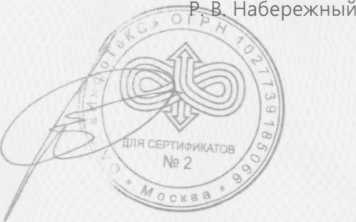 Р. В. Набережный
ОГРН 1027739185066
ДЛЯ СЕРТИФИКАТОВ
№ 2
* Москва *